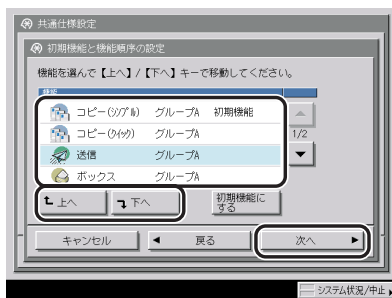 共通仕様設定
初期機能と機能順序の設定
機能を選んで【上へ】/【下へ】キーで移動してください。
機能
コピー(シンプル) グループA 初期機能
コピー(クイック) グループA
1/2
送信 グループA
ボックス グループA
上へ 下へ 初期機能に
する
キャンセル ◀ 戻る 次へ ▶
システム状況/中止